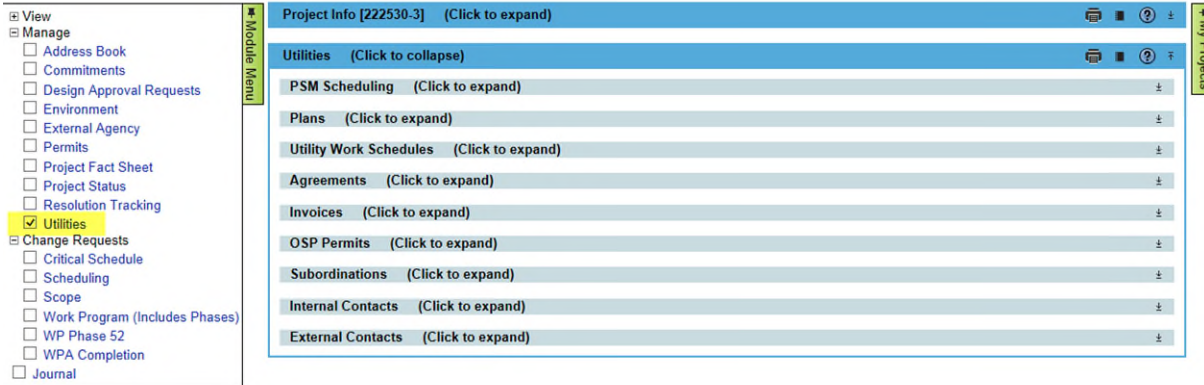 View
Manage
Address Book
Commitments
Design Approval Requests
Environment
External Agency
Permits
Project Fact Sheet
Project Status
Resolution Tracking
Utilities
Change Requests
Critical Schedule
Scheduling
Scope
Work Program (Includes Phases)
WP Phase 52
WPA Completion
Journal
Module Menu
Project Info [222530-3] (Click to expand)
Utilities (Click to collapse)
PSM Scheduling (Click to expand)
Plans (Click to expand)
Utility Work Schedules (Click to expand)
Agreements (Click to expand)
Invoices (Click to expand)
OSP Permits (Click to expand)
Subordinations (Click to expand)
Internal Contacts (Click to expand)
External Contacts (Click to expand)
My Projects